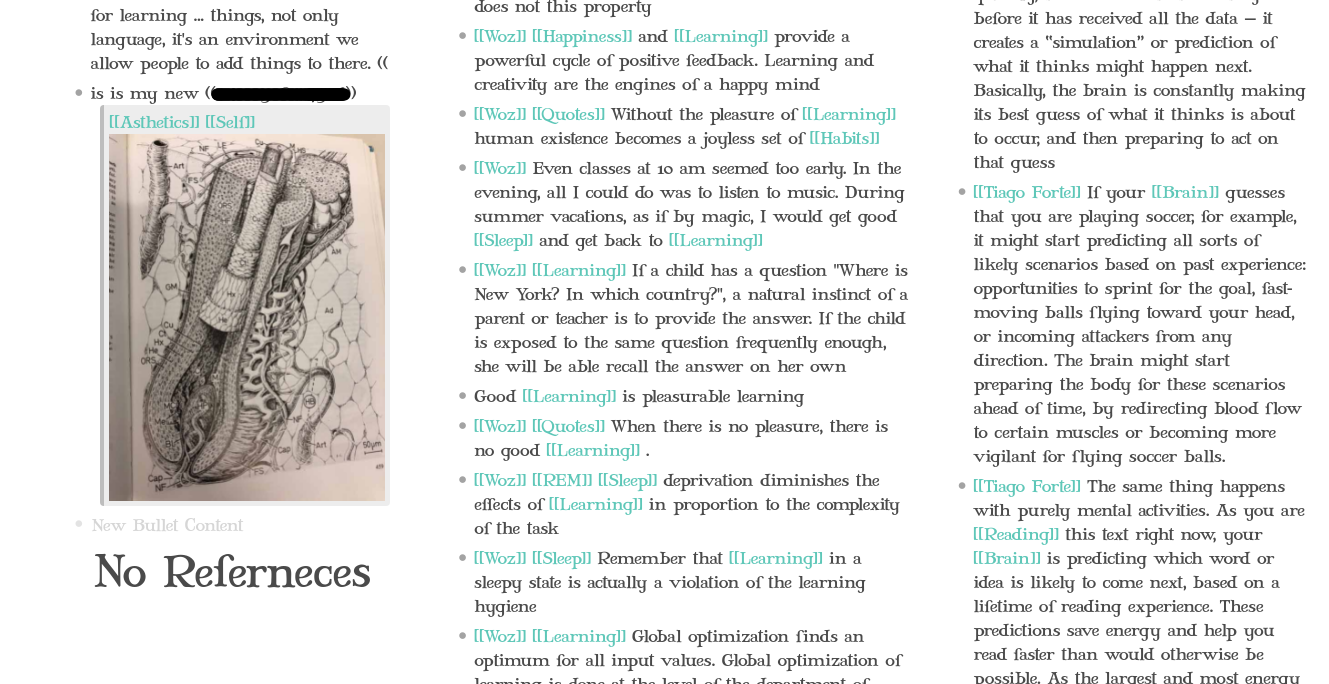 for learning ... things, not only
language, it's an environment we
allow people to add things to there. ((
is is my new (( ))
[[Asthetics]] [[Self]]
NF
Cu
M
Art
FS
GM
AM
Hx
He
Ad
Cu
Hx
He
ORS
NF
Art
50µm
Cap
Cap
NF
FS
New Bullet Content
No Referneces
does not this property
[[Woz]] [[Happiness]] and [[Learning]] provide a
powerful cycle of positive feedback. Learning and
creativity are the engines of a happy mind
[[Woz]] [[Quotes]] Without the pleasure of [[Learning]]
human existence becomes a joyless set of [[Habits]]
[[Woz]] Even classes at 10 am seemed too early. In the
evening, all I could do was to listen to music. During
summer vacations, as if by magic, I would get good
[[Sleep]] and get back to [[Learning]]
[[Woz]] [[Learning]] If a child has a question "Where is
New York? In which country?", a natural instinct of a
parent or teacher is to provide the answer. If the child
is exposed to the same question frequently enough,
she will be able recall the answer on her own
Good [[Learning]] is pleasurable learning
[[Woz]] [[Quotes]] When there is no pleasure, there is
no good [[Learning]] .
[[Woz]] [[REM]] [[Sleep]] deprivation diminishes the
effects of [[Learning]] in proportion to the complexity
of the task
[[Woz]] [[Sleep]] Remember that [[Learning]] in a
sleepy state is actually a violation of the learning
hygiene
[[Woz]] [[Learning]] Global optimization finds an
optimum for all input values. Global optimization of
learning is done at the level of the department of
before it has received all the data – it
creates a “simulation” or prediction of
what it thinks might happen next.
Basically, the brain is constantly making
its best guess of what it thinks is about
to occur, and then preparing to act on
that guess
[[Tiago Forte]] If your [[Brain]] guesses
that you are playing soccer, for example,
it might start predicting all sorts of
likely scenarios based on past experience:
opportunities to sprint for the goal, fast-
moving balls flying toward your head,
or incoming attackers from any
direction. The brain might start
preparing the body for these scenarios
ahead of time, by redirecting blood flow
to certain muscles or becoming more
vigilant for flying soccer balls.
[[Tiago Forte]] The same thing happens
with purely mental activities. As you are
[[Reading]] this text right now, your
[[Brain]] is predicting which word or
idea is likely to come next, based on a
lifetime of reading experience. These
predictions save energy and help you
read faster than would otherwise be
possible. As the largest and most energy